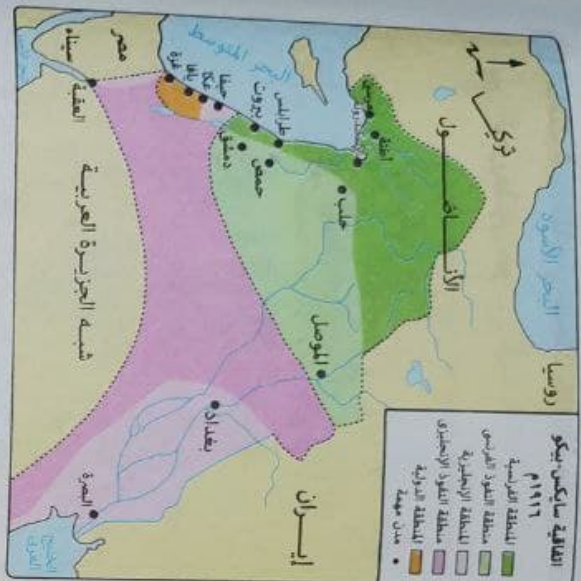 اتفاقية سايكس-بيكو
١٩١٦م
المنطقة الفرنسية
منطقة النفوذ الفرنسي
المنطقة الإنجليزية
منطقة النفوذ الإنجليزي
المنطقة الدولية
مدن مهمة
روسيا
البحر الأسود
تركيا
الأناضول
أضنة
حلب
الموصل
إيران
البحر المتوسط
طرابلس
بيروت
حمص
دمشق
حيفا
عكا
يافا
غزة
بغداد
البصرة
مصر
سيناء
العقبة
شبه الجزيرة العربية
الخليج